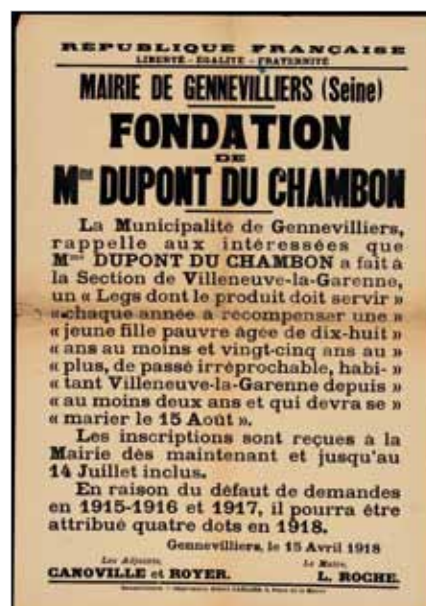 RÉPUBLIQUE FRANÇAISE
LIBERTÉ - EGALITÉ - FRATERNITÉ
MAIRIE DE GENNEVILLIERS (Seine)
FONDATION
DE
Mme DUPONT DU CHAMBON
La Municipalité de Gennevilliers,
rappelle aux intéressées que
Mme DUPONT DU CHAMBON a fait à
la Section de Villeneuve-la-Garenne,
un « Legs dont le produit doit servir »
« chaque année à récompenser une »
« jeune fille pauvre âgée de dix-huit »
« ans au moins et vingt-cinq ans au »
« plus, de passé irréprochable, habi- »
« tant Villeneuve-la-Garenne depuis »
« au moins deux ans et qui devra se »
« marier le 15 Août ».
Les inscriptions sont reçues à la
Mairie dès maintenant et jusqu'au
14 Juillet inclus.
En raison du défaut de demandes
en 1915-1916 et 1917, il pourra être
attribué quatre dots en 1918.
Gennevilliers, le 15 Avril 1918
Les Adjoints, Le Maire,
CANOVILLE et ROYER. L. ROCHE.